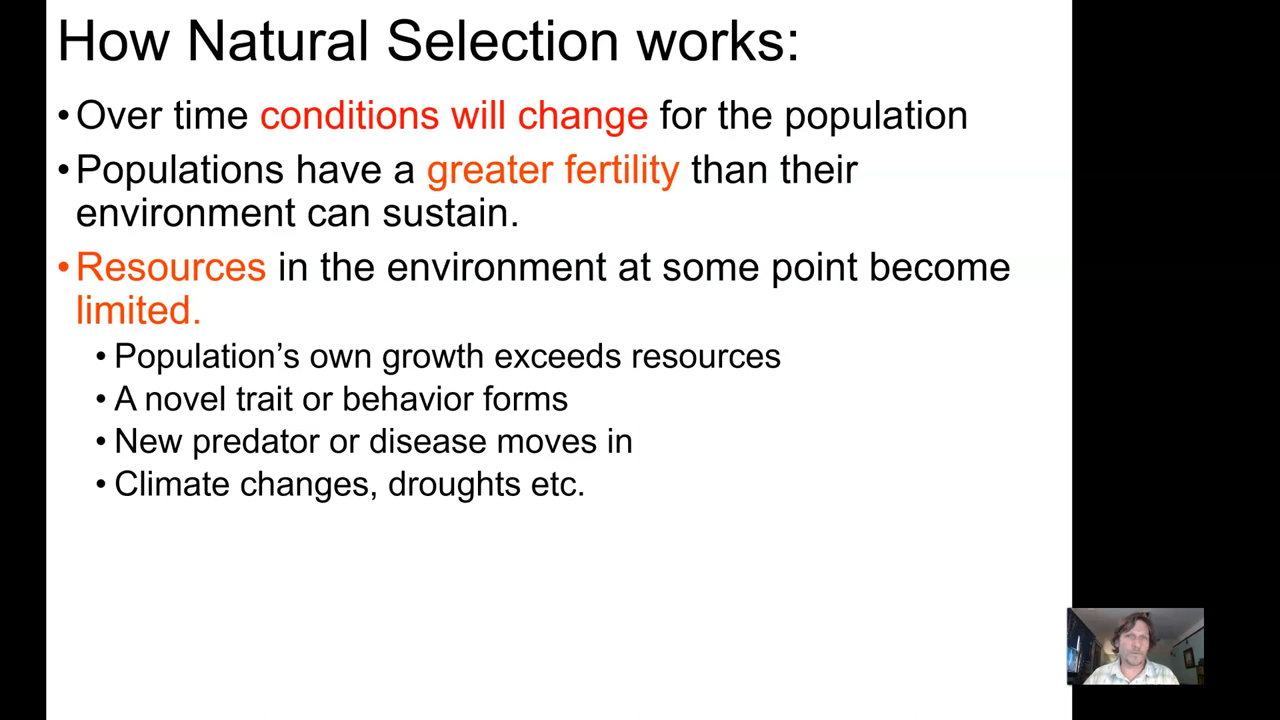 How Natural Selection works:
•Over time conditions will change for the population
•Populations have a greater fertility than their
environment can sustain.
•Resources in the environment at some point become
limited.
•Population’s own growth exceeds resources
•A novel trait or behavior forms
•New predator or disease moves in
•Climate changes, droughts etc.